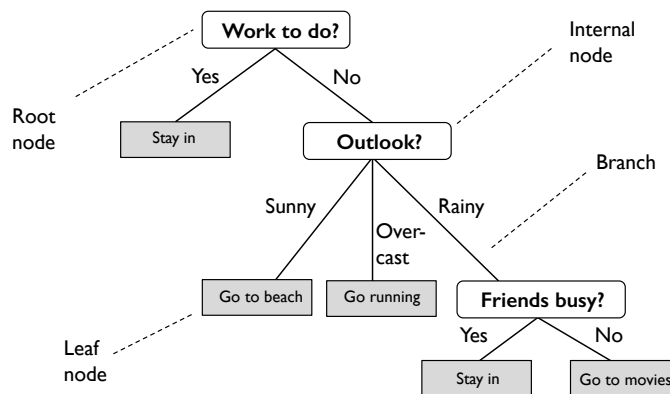 Work to do?
Internal
node
Yes
No
Root
node
Stay in
Outlook?
Branch
Sunny
Over-
cast
Rainy
Go to beach
Go running
Friends busy?
Yes
No
Leaf
node
Stay in
Go to movies